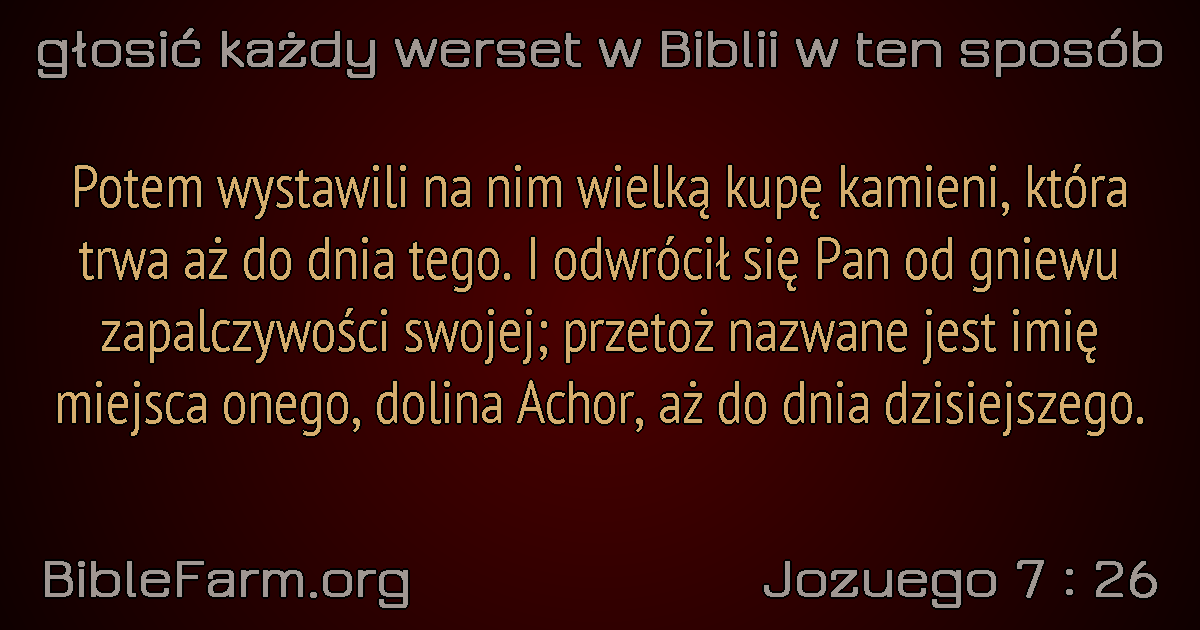 głosić każdy werset w Biblii w ten sposób
Potem wystawili na nim wielką kupę kamieni, która
trwa aż do dnia tego. I odwrócił się Pan od gniewu
zapalczywości swojej; przetoż nazwane jest imię
miejsca onego, dolina Achor, aż do dnia dzisiejszego.
BibleFarm.org
Jozuego 7 : 26